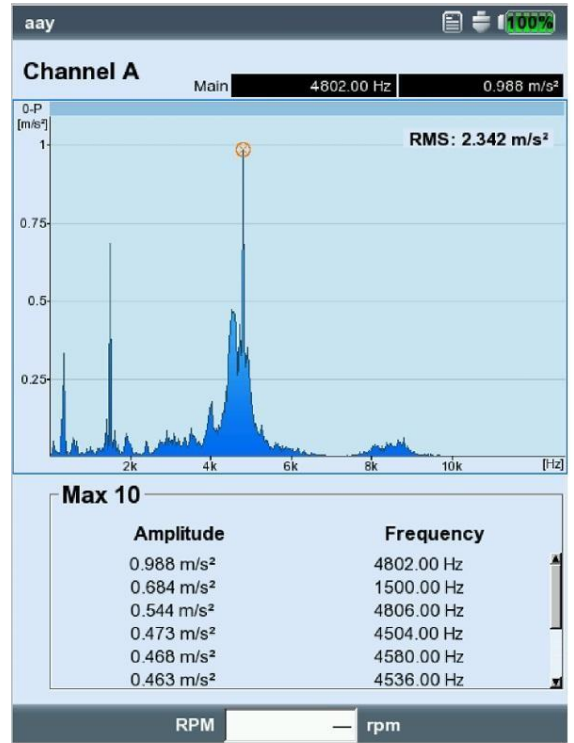 aay
100%
Channel A
Main 4802.00 Hz 0.988 m/s²
0-P
[m/s²]
RMS: 2.342 m/s²
1
0.75
0.5
0.25
2k 4k 6k 8k 10k [Hz]
Max 10
Amplitude Frequency
0.988 m/s² 4802.00 Hz
0.684 m/s² 1500.00 Hz
0.544 m/s² 4806.00 Hz
0.473 m/s² 4504.00 Hz
0.468 m/s² 4580.00 Hz
0.463 m/s² 4536.00 Hz
RPM — rpm